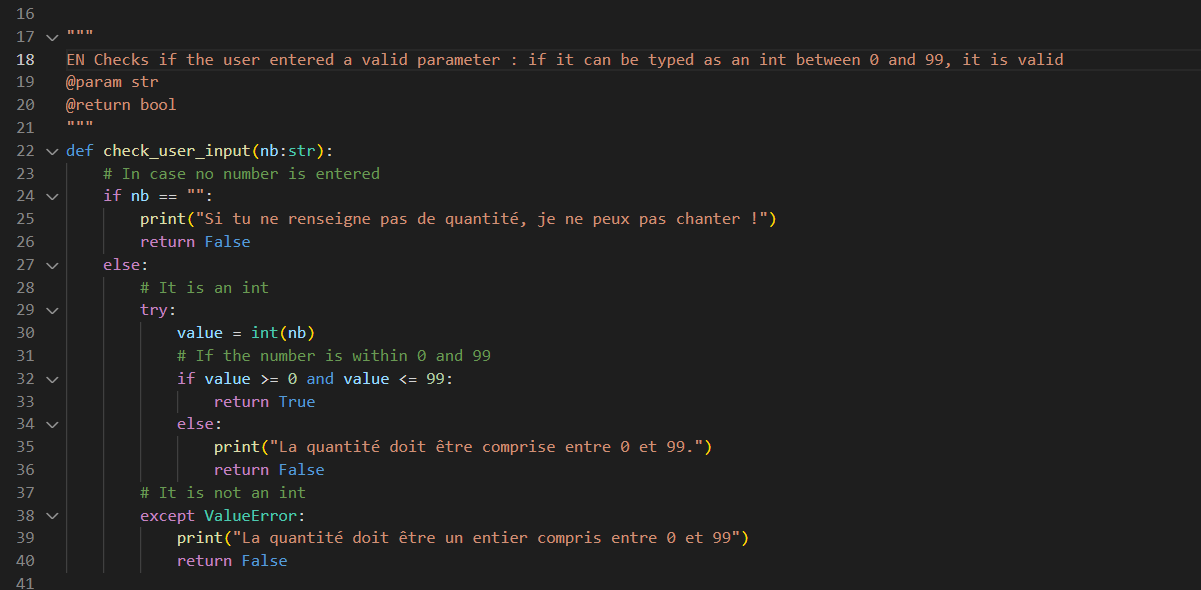 16
17 """
18 EN Checks if the user entered a valid parameter : if it can be typed as an int between 0 and 99, it is valid
19 @param str
20 @return bool
21 """
22 def check_user_input(nb:str):
23     # In case no number is entered
24     if nb == "":
25         print("Si tu ne renseigne pas de quantité, je ne peux pas chanter !")
26         return False
27     else:
28         # It is an int
29         try:
30             value = int(nb)
31             # If the number is within 0 and 99
32             if value >= 0 and value <= 99:
33                 return True
34             else:
35                 print("La quantité doit être comprise entre 0 et 99.")
36                 return False
37         # It is not an int
38         except ValueError:
39             print("La quantité doit être un entier compris entre 0 et 99")
40             return False
41